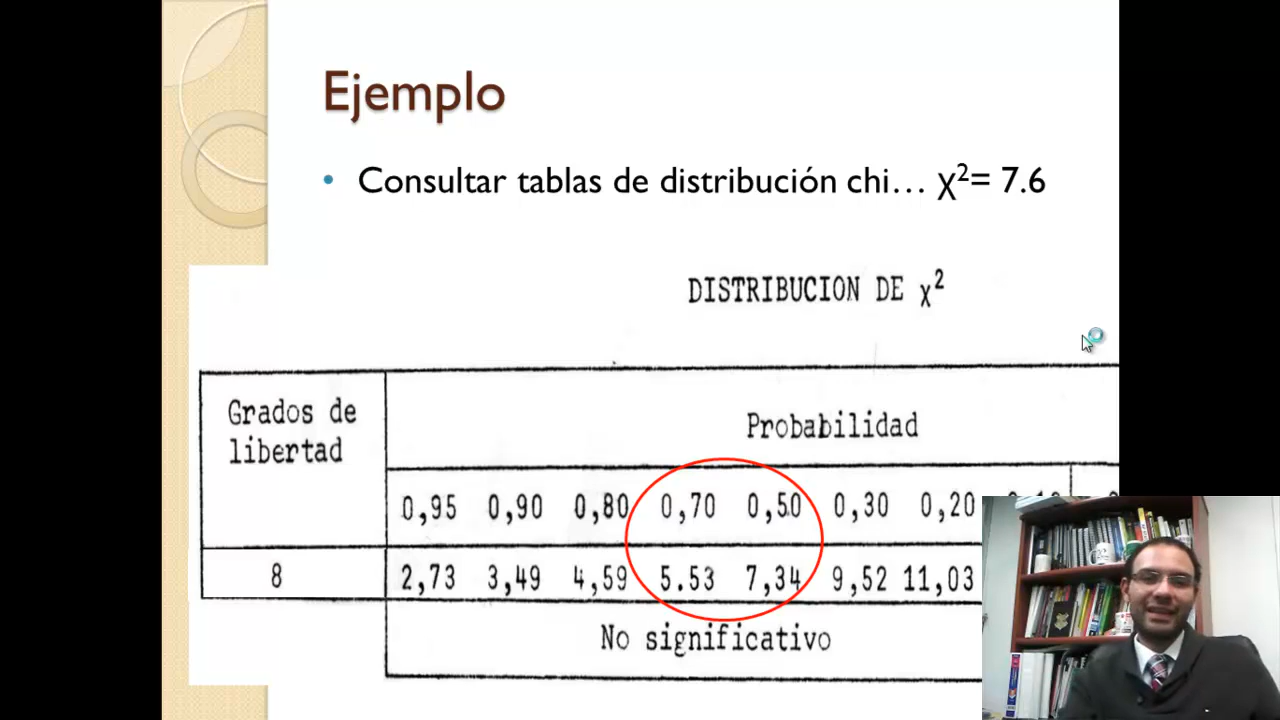 Ejemplo
• Consultar tablas de distribución chi… χ²= 7.6
DISTRIBUCION DE χ²
Grados de
libertad
Probabilidad
0,95 0,90 0,80 0,70 0,50 0,30 0,20
8 2,73 3,49 4,59 5.53 7,34 9,52 11,03
No significativo